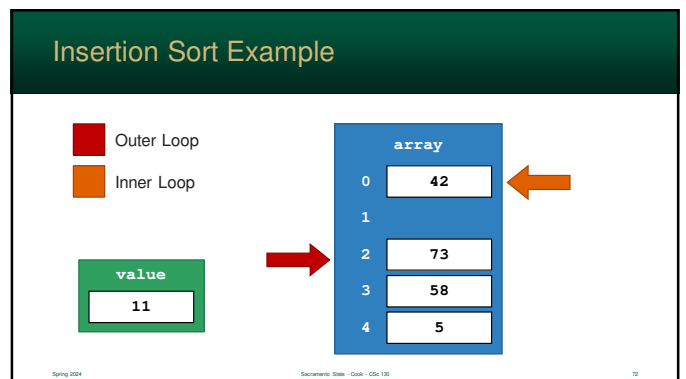 Insertion Sort Example
Outer Loop
Inner Loop
value
11
array
0 42
1
2 73
3 58
4 5
Spring 2024 Sacramento State - Cook - CSc 130 72